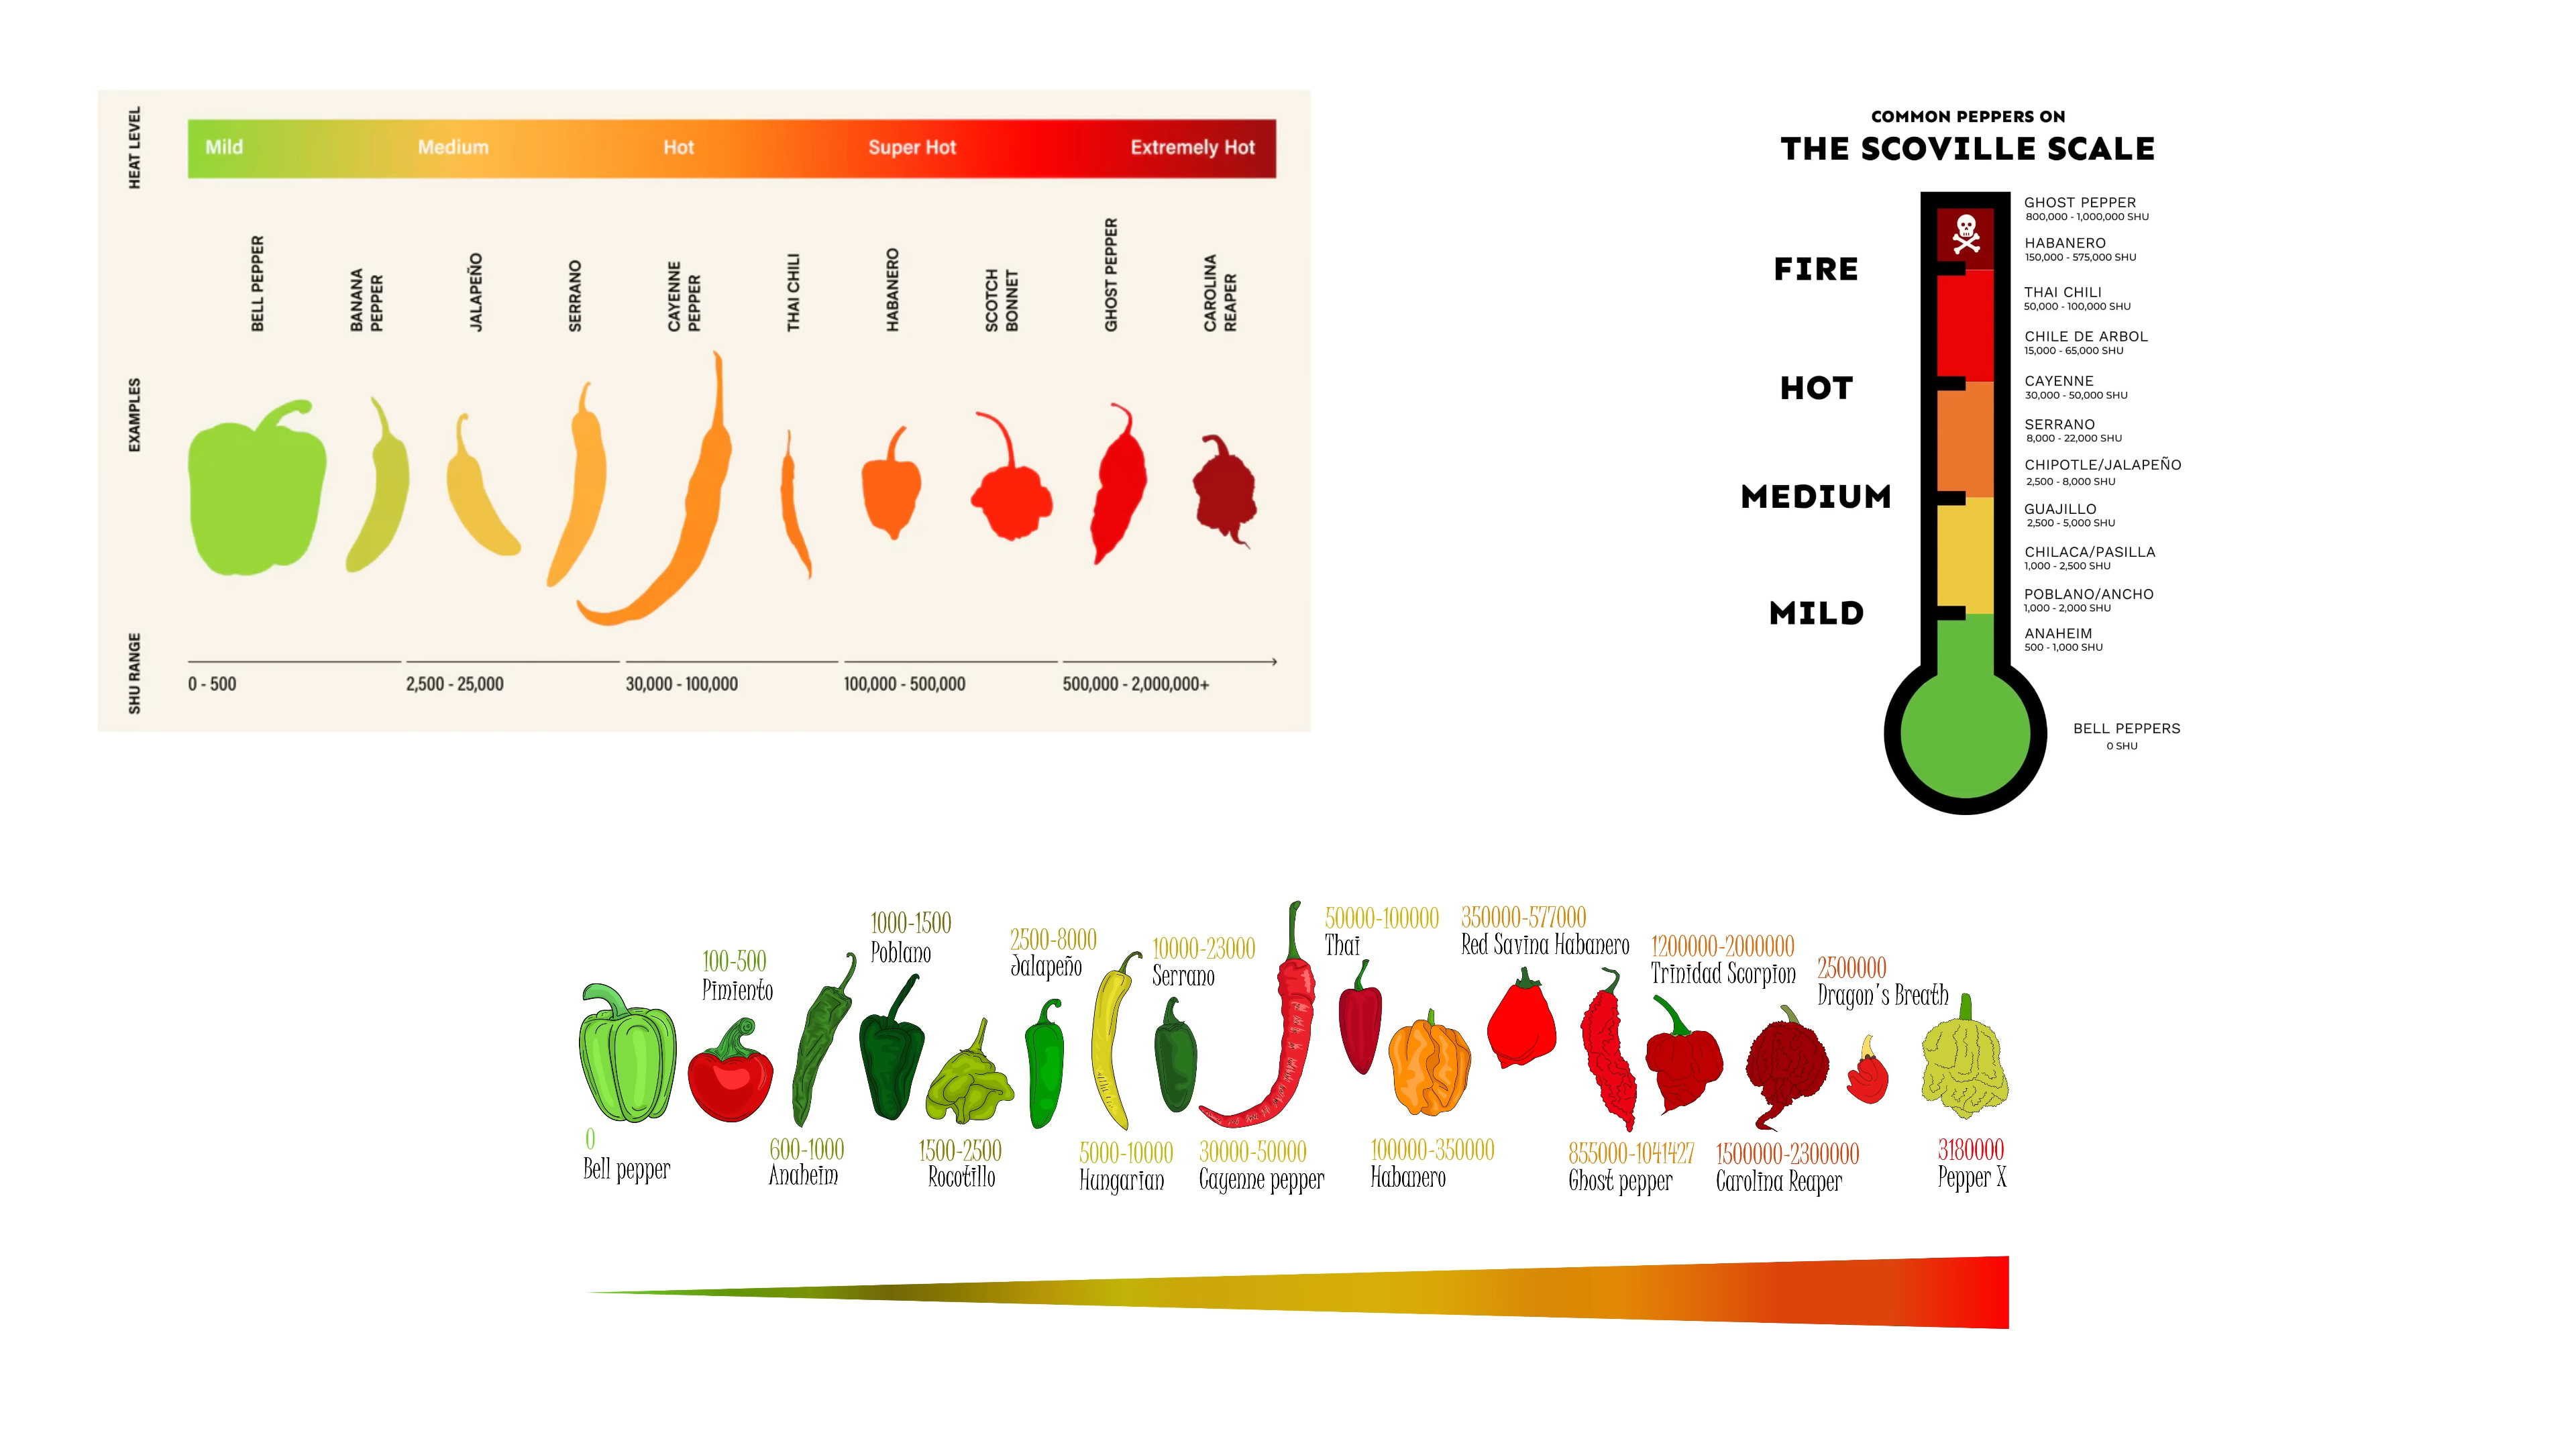 HEAT LEVEL
Mild
Medium
Hot
Super Hot
Extremely Hot
EXAMPLES
BELL PEPPER
BANANA
PEPPER
JALAPEÑO
SERRANO
CAYENNE
PEPPER
THAI CHILI
HABANERO
SCOTCH
BONNET
GHOST PEPPER
CAROLINA
REAPER
SHU RANGE
0 - 500
2,500 - 25,000
30,000 - 100,000
100,000 - 500,000
500,000 - 2,000,000+
COMMON PEPPERS ON
THE SCOVILLE SCALE
FIRE
HOT
MEDIUM
MILD
GHOST PEPPER
800,000 - 1,000,000 SHU
HABANERO
150,000 - 575,000 SHU
THAI CHILI
50,000 - 100,000 SHU
CHILE DE ARBOL
15,000 - 65,000 SHU
CAYENNE
30,000 - 50,000 SHU
SERRANO
8,000 - 22,000 SHU
CHIPOTLE/JALAPEÑO
2,500 - 8,000 SHU
GUAJILLO
2,500 - 5,000 SHU
CHILACA/PASILLA
1,000 - 2,500 SHU
POBLANO/ANCHO
1,000 - 2,000 SHU
ANAHEIM
500 - 1,000 SHU
BELL PEPPERS
0 SHU
0
Bell pepper
100-500
Pimiento
600-1000
Anaheim
1000-1500
Poblano
1500-2500
Rocotillo
2500-8000
Jalapeño
5000-10000
Hungarian
10000-23000
Serrano
30000-50000
Cayenne pepper
50000-100000
Thai
100000-350000
Habanero
350000-577000
Red Savina Habanero
855000-1041427
Ghost pepper
1200000-2000000
Trinidad Scorpion
1500000-2300000
Carolina Reaper
2500000
Dragon's Breath
3180000
Pepper X